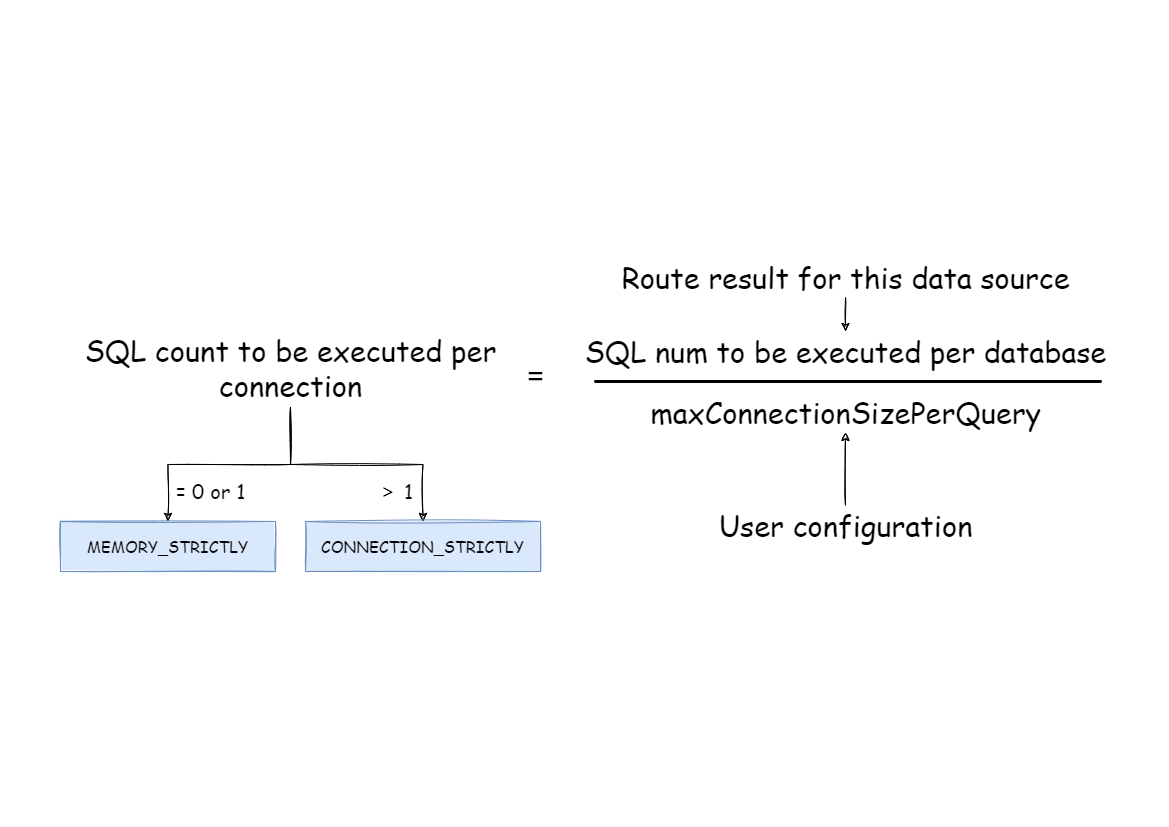 Route result for this data source
SQL count to be executed per
connection
=
SQL num to be executed per database
maxConnectionSizePerQuery
= 0 or 1
> 1
User configuration
MEMORY_STRICTLY
CONNECTION_STRICTLY